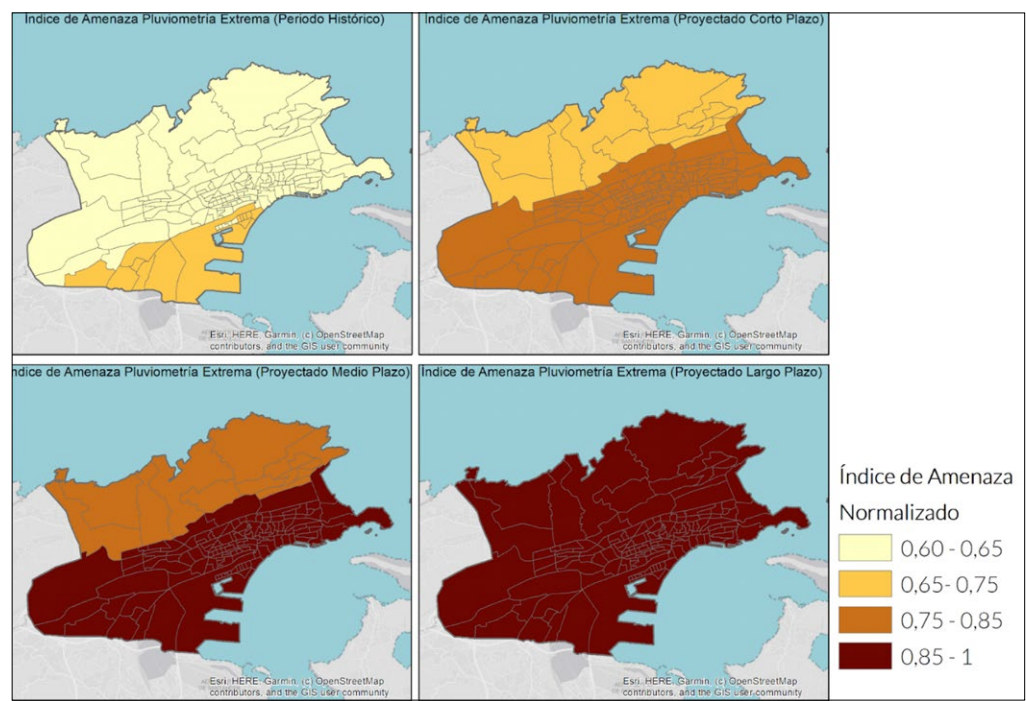 Índice de Amenaza Pluviometría Extrema (Periodo Histórico)
Índice de Amenaza Pluviometría Extrema (Proyectado Corto Plazo)
Esri, HERE, Garmin, (c) OpenStreetMap
contributors, and the GIS user community
Esri, HERE, Garmin, (c) OpenStreetMap
contributors, and the GIS user community
ndice de Amenaza Pluviometría Extrema (Proyectado Medio Plazo)
Índice de Amenaza Pluviometría Extrema (Proyectado Largo Plazo)
Esri, HERE, Garmin, (c) OpenStreetMap
contributors, and the GIS user community
Esri, HERE, Garmin, (c) OpenStreetMap
contributors, and the GIS user community
Índice de Amenaza
Normalizado
0,60 - 0,65
0,65- 0,75
0,75 - 0,85
0,85 - 1